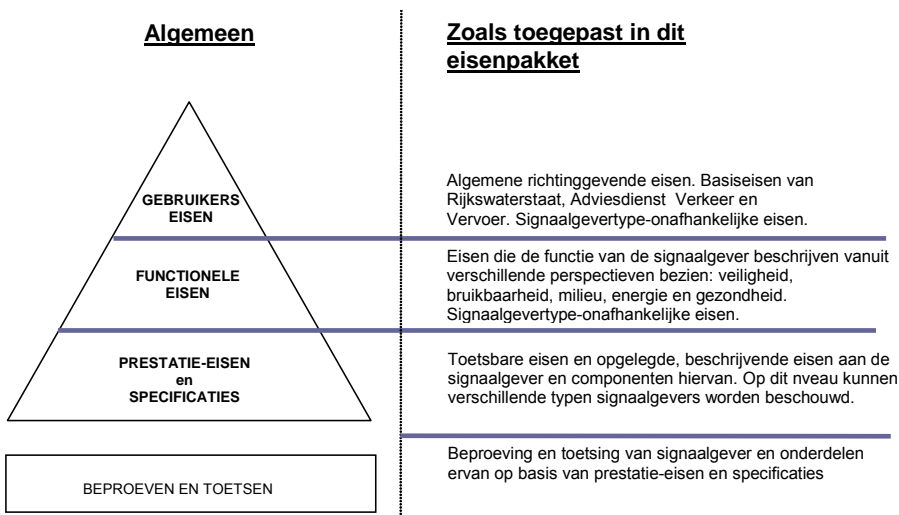 Algemeen
Zoals toegepast in dit
eisenpakket
GEBRUIKERS
EISEN
Algemene richtinggevende eisen. Basiseisen van
Rijkswaterstaat, Adviesdienst Verkeer en
Vervoer. Signaalgevertype-onafhankelijke eisen.
FUNCTIONELE
EISEN
Eisen die de functie van de signaalgever beschrijven vanuit
verschillende perspectieven bezien: veiligheid,
bruikbaarheid, milieu, energie en gezondheid.
Signaalgevertype-onafhankelijke eisen.
PRESTATIE-EISEN
en
SPECIFICATIES
Toetsbare eisen en opgelegde, beschrijvende eisen aan de
signaalgever en componenten hiervan. Op dit nveau kunnen
verschillende typen signaalgevers worden beschouwd.
BEPROEVEN EN TOETSEN
Beproeving en toetsing van signaalgever en onderdelen
ervan op basis van prestatie-eisen en specificaties